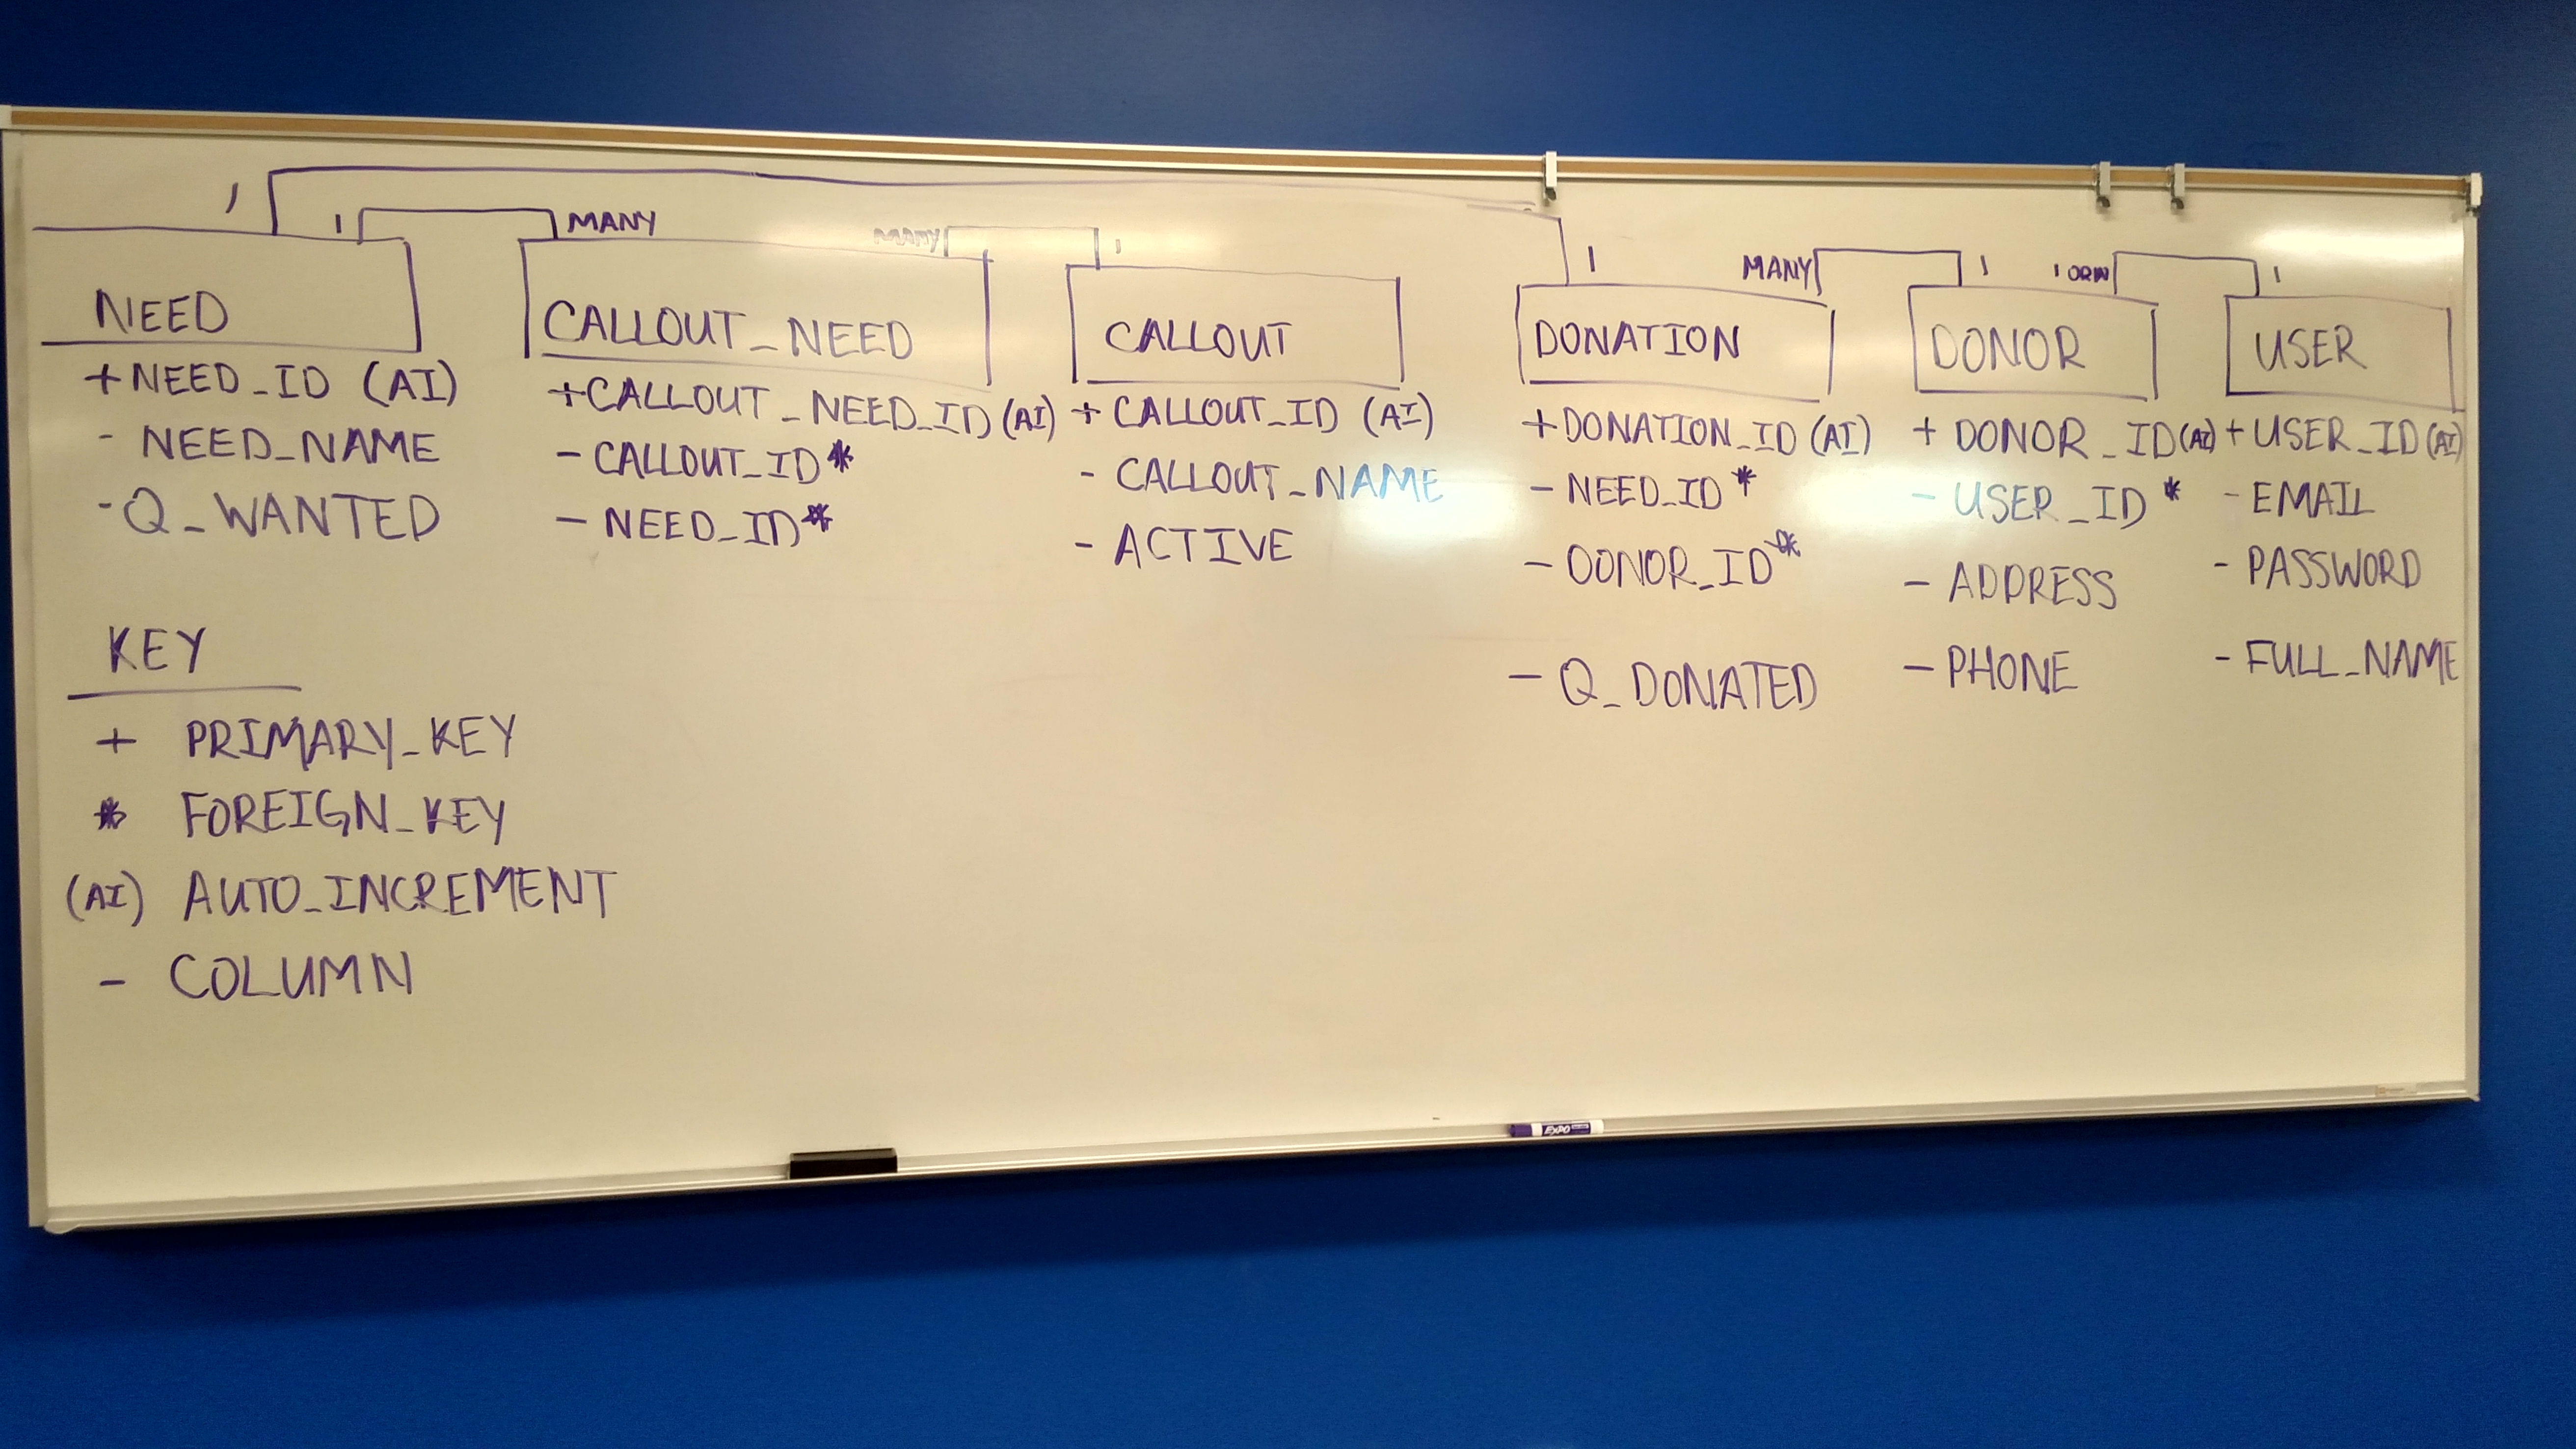 1
1
MANY
MANY
1
1
MANY
1
1
1
NEED
+ NEED_ID (AI)
- NEED_NAME
- Q_WANTED
CALLOUT_NEED
+ CALLOUT_NEED_ID (AI)
- CALLOUT_ID *
- NEED_ID *
CALLOUT
+ CALLOUT_ID (AI)
- CALLOUT_NAME
- ACTIVE
DONATION
+ DONATION_ID (AI)
- NEED_ID *
- DONOR_ID *
- Q_DONATED
DONOR
+ DONOR_ID (AI)
- USER_ID *
- ADDRESS
- PHONE
USER
+ USER_ID (AI)
- EMAIL
- PASSWORD
- FULL_NAME
KEY
+ PRIMARY_KEY
* FOREIGN_KEY
(AI) AUTO_INCREMENT
- COLUMN
EXPO